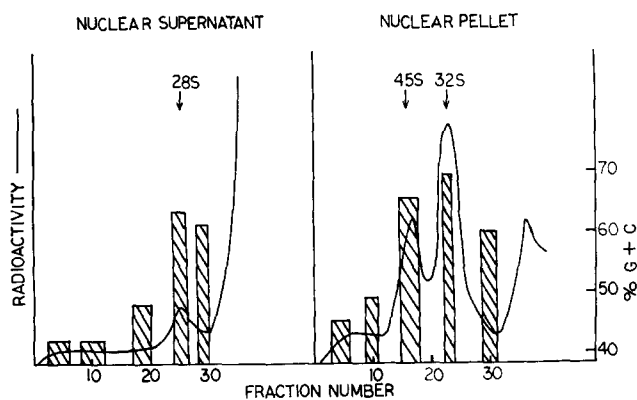 NUCLEAR SUPERNATANT
NUCLEAR PELLET
28S
45S 32S
RADIOACTIVITY
70
60
50
40
% G + C
10 20 30
10 20 30
FRACTION NUMBER